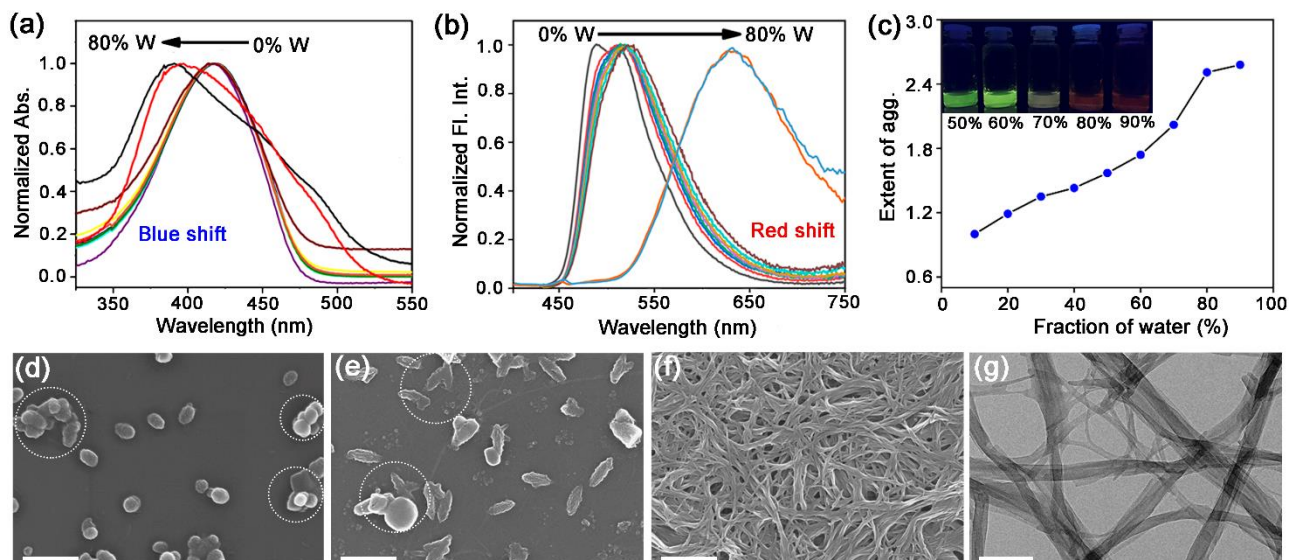 (a)
80% W
0% W
1.0
0.8
0.6
0.4
0.2
0.0
Normalized Abs.
Blue shift
350
400
450
500
550
Wavelength (nm)
(b)
0% W
80% W
1.0
0.8
0.6
0.4
0.2
0.0
Normalized Fl. Int.
Red shift
450
550
650
750
Wavelength (nm)
(c)
3.0
2.4
1.8
1.2
0.6
Extent of agg.
50%
60%
70%
80%
90%
0
20
40
60
80
100
Fraction of water (%)
(d)
(e)
(f)
(g)